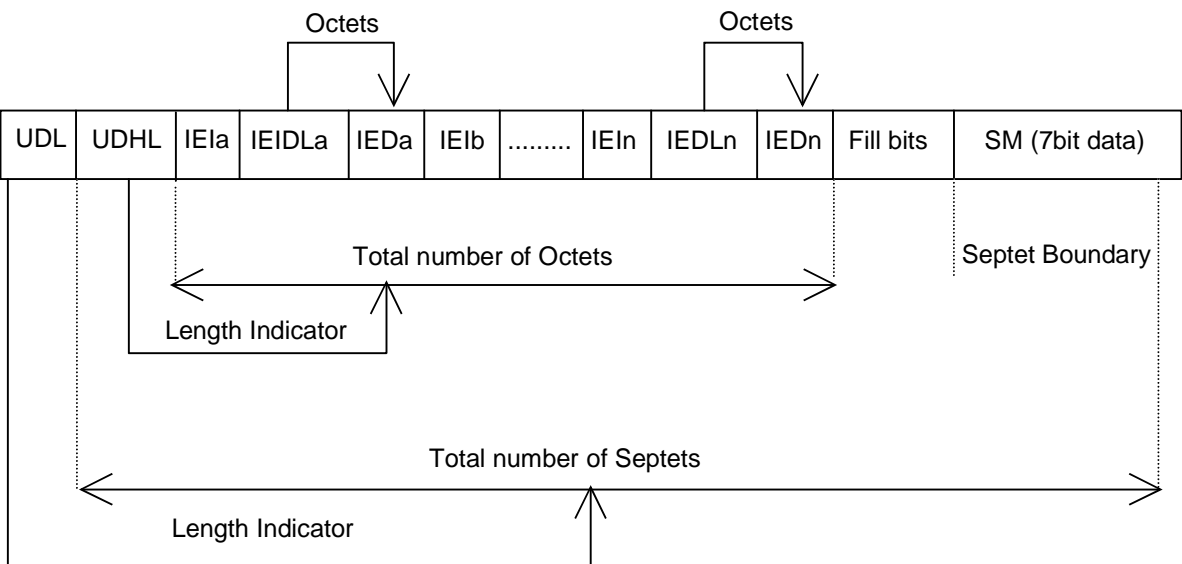 Octets Octets
UDL UDHL IEIa IEIDLa IEDa IEIb ......... IEIn IEDLn IEDn Fill bits SM (7bit data)
Total number of Octets
Septet Boundary
Length Indicator
Total number of Septets
Length Indicator